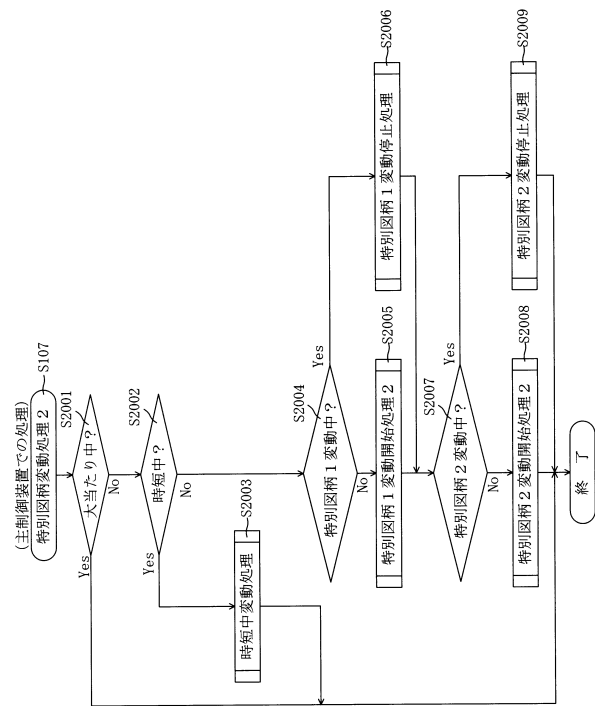 (主制御装置での処理)
特別図柄変動処理2
S107
大当たり中?
S2001
Yes
No
時短中?
S2002
Yes
No
時短中変動処理
S2003
特別図柄1変動中?
S2004
Yes
No
特別図柄1変動開始処理2
S2005
特別図柄1変動停止処理
S2006
特別図柄2変動中?
S2007
Yes
No
特別図柄2変動開始処理2
S2008
特別図柄2変動停止処理
S2009
終 了